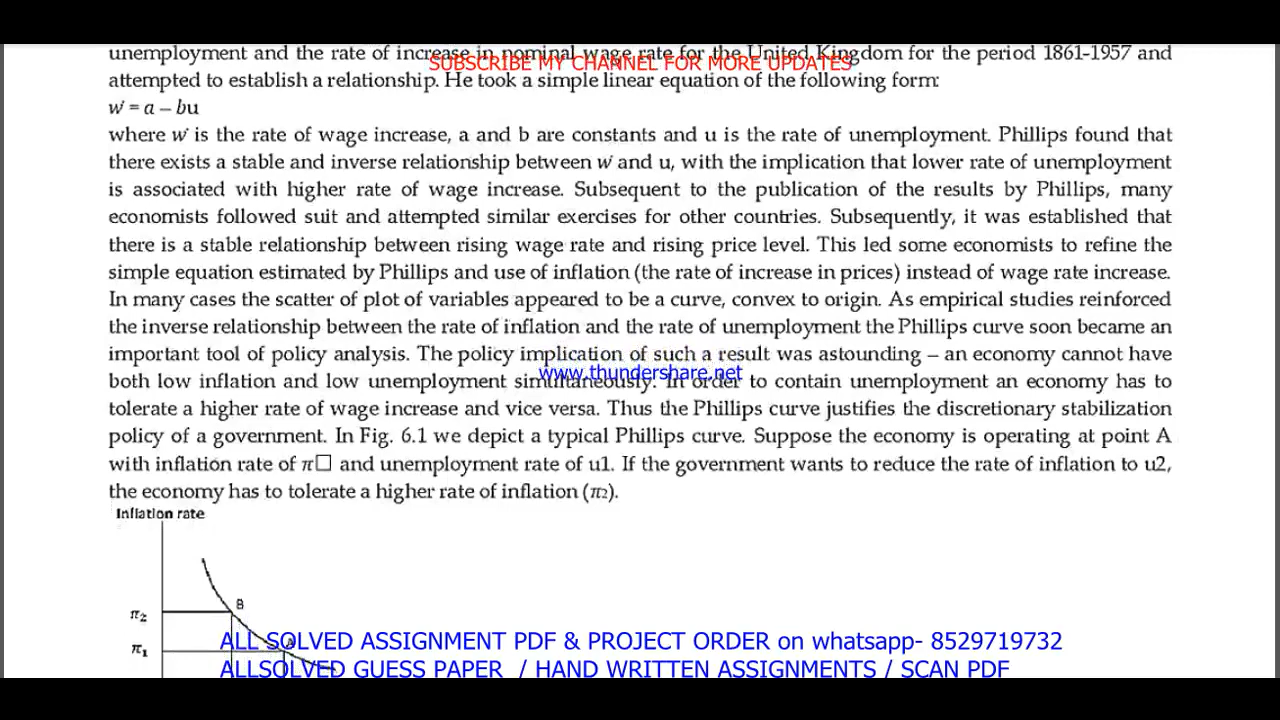 unemployment and the rate of increase in nominal wage rate for the United Kingdom for the period 1861-1957 and
SUBSCRIBE MY CHANNEL FOR MORE UPDATES
attempted to establish a relationship. He took a simple linear equation of the following form:
ẇ = a – bu
where ẇ is the rate of wage increase, a and b are constants and u is the rate of unemployment. Phillips found that
there exists a stable and inverse relationship between ẇ and u, with the implication that lower rate of unemployment
is associated with higher rate of wage increase. Subsequent to the publication of the results by Phillips, many
economists followed suit and attempted similar exercises for other countries. Subsequently, it was established that
there is a stable relationship between rising wage rate and rising price level. This led some economists to refine the
simple equation estimated by Phillips and use of inflation (the rate of increase in prices) instead of wage rate increase.
In many cases the scatter of plot of variables appeared to be a curve, convex to origin. As empirical studies reinforced
the inverse relationship between the rate of inflation and the rate of unemployment the Phillips curve soon became an
important tool of policy analysis. The policy implication of such a result was astounding – an economy cannot have
www.thundershare.net
both low inflation and low unemployment simultaneously. In order to contain unemployment an economy has to
tolerate a higher rate of wage increase and vice versa. Thus the Phillips curve justifies the discretionary stabilization
policy of a government. In Fig. 6.1 we depict a typical Phillips curve. Suppose the economy is operating at point A
with inflation rate of π□ and unemployment rate of u1. If the government wants to reduce the rate of inflation to u2,
the economy has to tolerate a higher rate of inflation (π₂).
Inflation rate
B
π₂
A
π₁
ALL SOLVED ASSIGNMENT PDF & PROJECT ORDER on whatsapp- 8529719732
ALLSOLVED GUESS PAPER / HAND WRITTEN ASSIGNMENTS / SCAN PDF